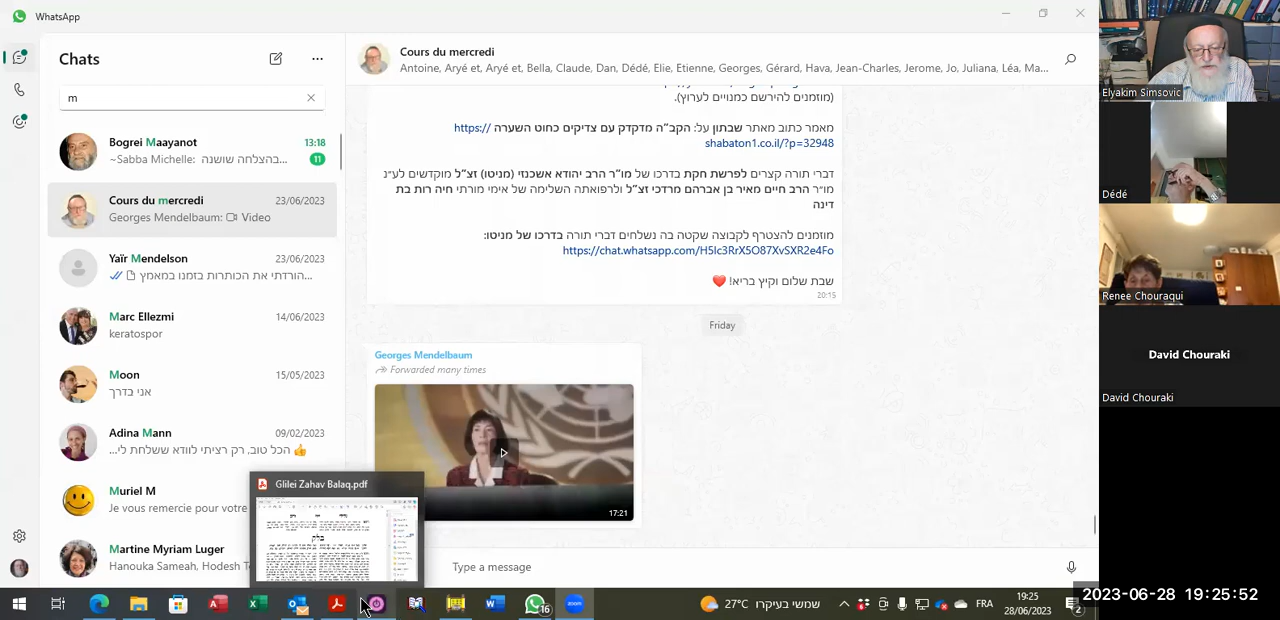 WhatsApp
Chats
m
Bogrei Maayanot
13:18
~Sabba Michelle: בהצלחה שושנה...
11
Cours du mercredi
23/06/2023
Georges Mendelbaum: Video
Yaïr Mendelson
23/06/2023
הורדתי את הכותרות בזמנו במאמץ...
Marc Ellezmi
14/06/2023
keratospor
Moon
15/05/2023
אני בדרך
Adina Mann
09/02/2023
הכל טוב, רק רציתי לוודא ששלחת לי...
Muriel M
Je vous remercie pour votre
Martine Myriam Luger
Hanouka Sameah, Hodesh T
Cours du mercredi
Antoine, Aryé et, Aryé et, Bella, Claude, Dan, Dédé, Elie, Etienne, Georges, Gérard, Hava, Jean-Charles, Jerome, Jo, Juliana, Léa, Ma...
(מוזמנים להירשם כמנויים לערוץ).
מאמר כתוב מאתר שבתון על: הקב"ה מדקדק עם צדיקים כחוט השערה https://
shabaton1.co.il/?p=32948
דברי תורה קצרים לפרשת חקת בדרכו של מו"ר הרב יהודא אשכנזי (מניטו) זצ"ל מוקדשים לע"נ
מו"ר הרב חיים מאיר בן אברהם מרדכי זצ"ל ולרפואתה השלימה של אימי מורתי חיה רות בת
דינה
מוזמנים להצטרף לקבוצה שקטה בה נשלחים דברי תורה בדרכו של מניטו:
https://chat.whatsapp.com/H5Ic3RrX5O87XvSXR2e4Fo
שבת שלום וקיץ בריא!
20:15
Friday
Georges Mendelbaum
Forwarded many times
17:21
Type a message
Glilei Zahav Balaq.pdf
בלק
Elyakim Simsovic
Dédé
Renee Chouraqui
David Chouraki
David Chouraki
16
zoom
27°C
שמשי בעיקרו
FRA
19:25
28/06/2023
2
2023-06-28 19:25:52